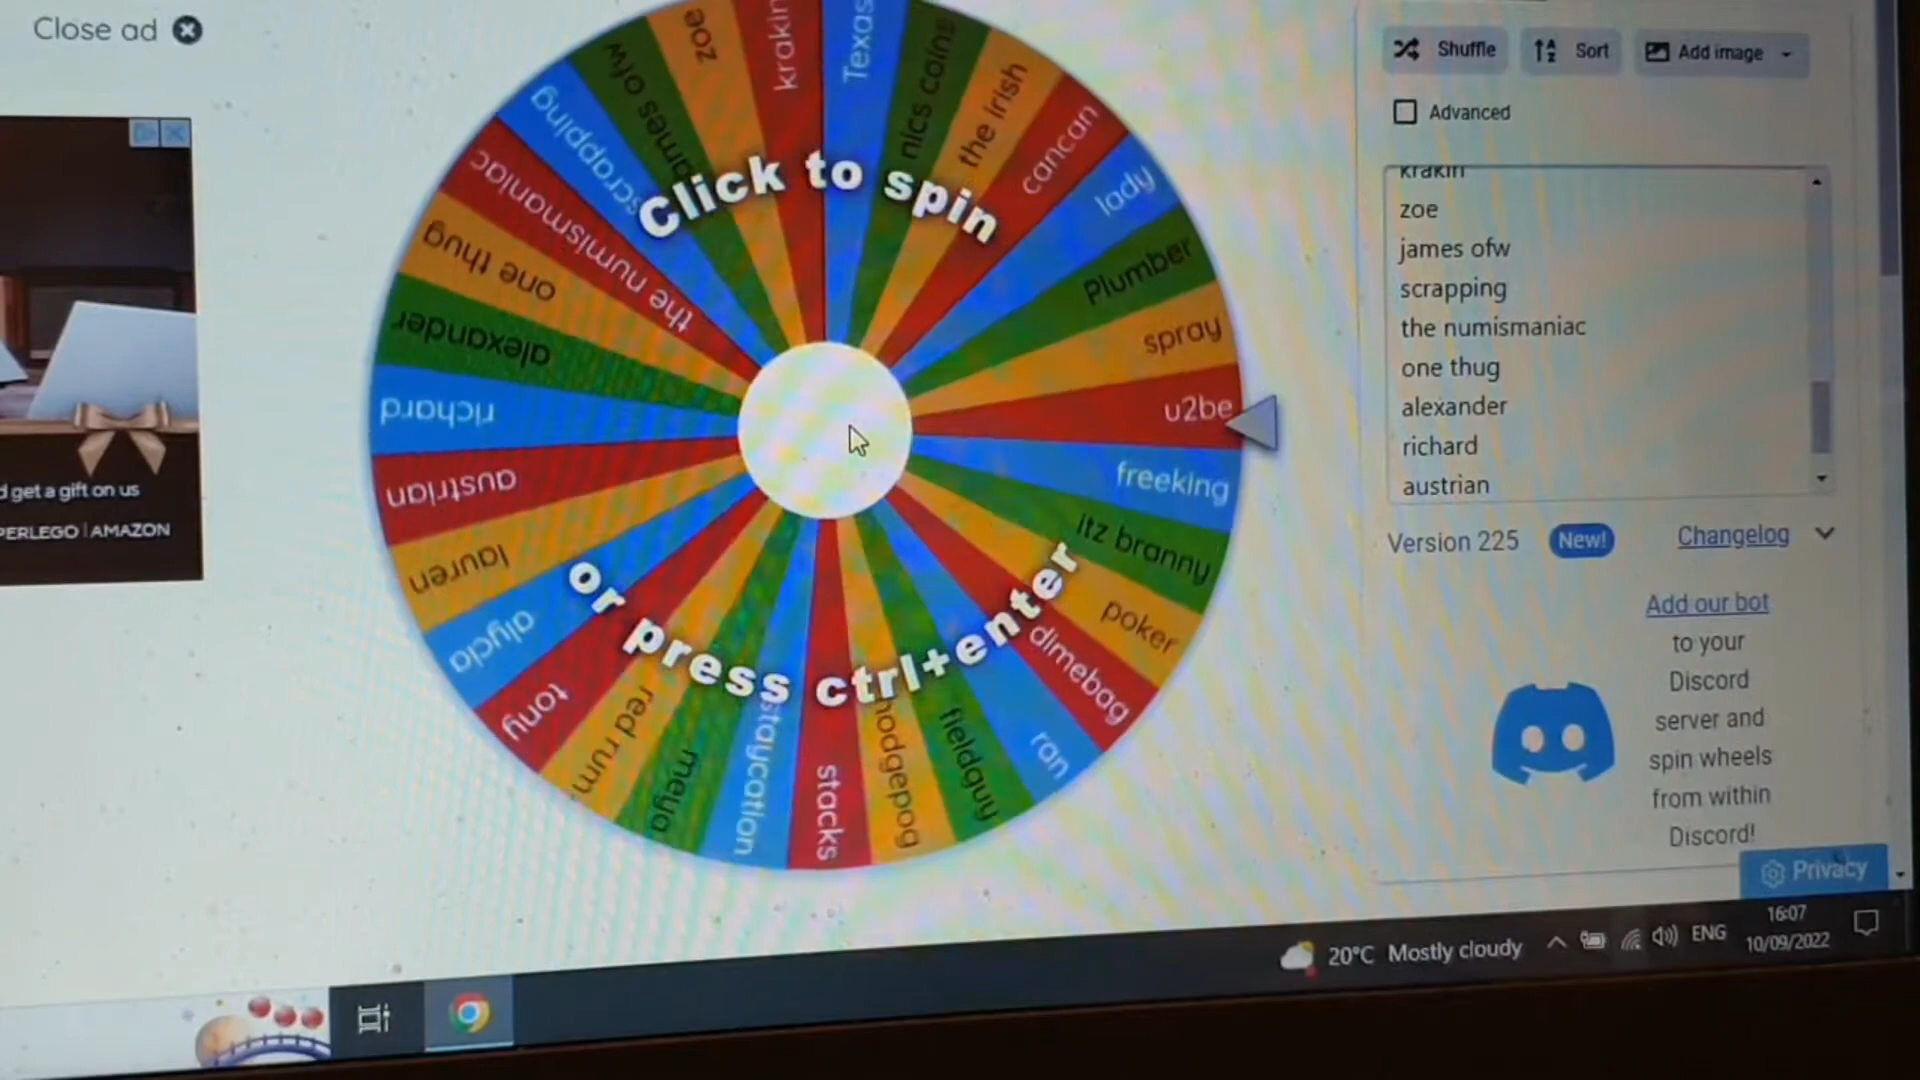 Close ad
d get a gift on us
PERLEGO | AMAZON
Click to spin
or press ctrl+enter
Texas
nics coins
the irish
cancan
lady
Plumber
spray
u2be
freeking
itz branny
poker
dimebag
ran
fieldguy
hodgepog
stacks
staycation
meya
red rum
tony
alycia
lauren
austrian
richard
alexander
one thug
the numismaniac
scrapping
james ofw
zoe
krakin
Shuffle
Sort
Add image
Advanced
krakin
zoe
james ofw
scrapping
the numismaniac
one thug
alexander
richard
austrian
Version 225 New! Changelog
Add our bot
to your
Discord
server and
spin wheels
from within
Discord!
Privacy
20°C Mostly cloudy ENG 16:07
10/09/2022